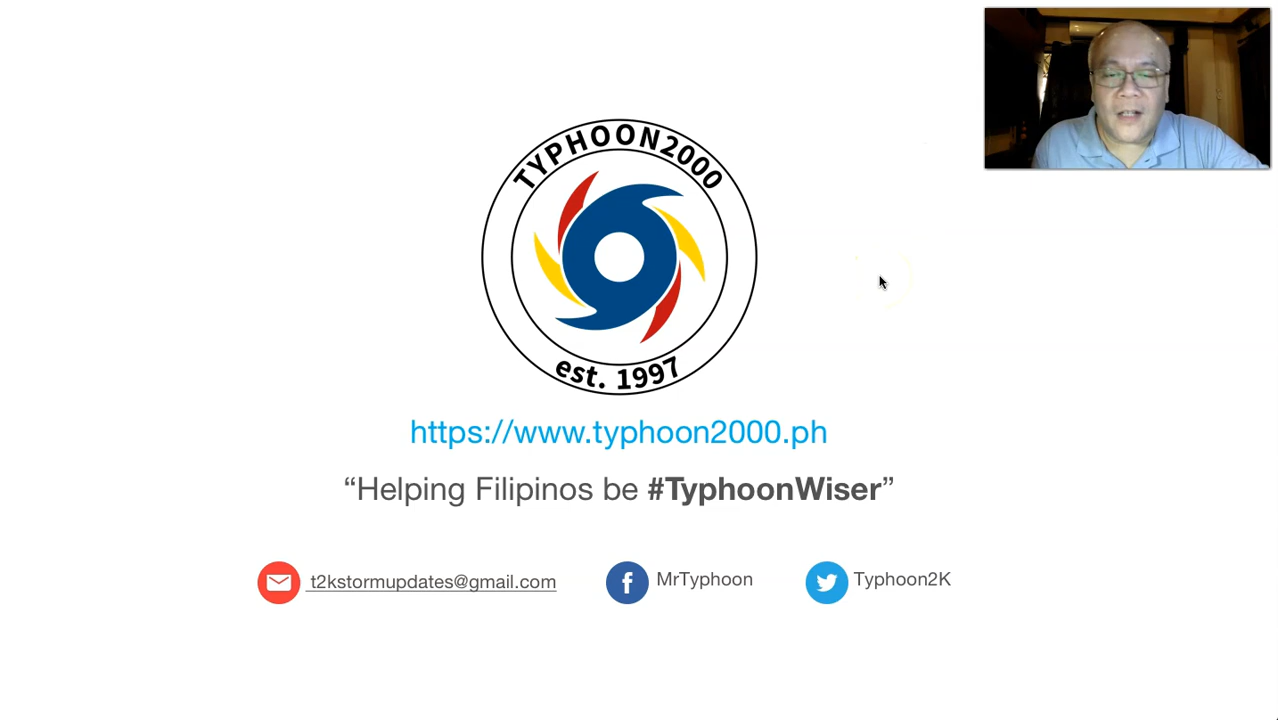 TYPHOON2000
est. 1997
https://www.typhoon2000.ph
“Helping Filipinos be #TyphoonWiser”
t2kstormupdates@gmail.com
MrTyphoon
Typhoon2K